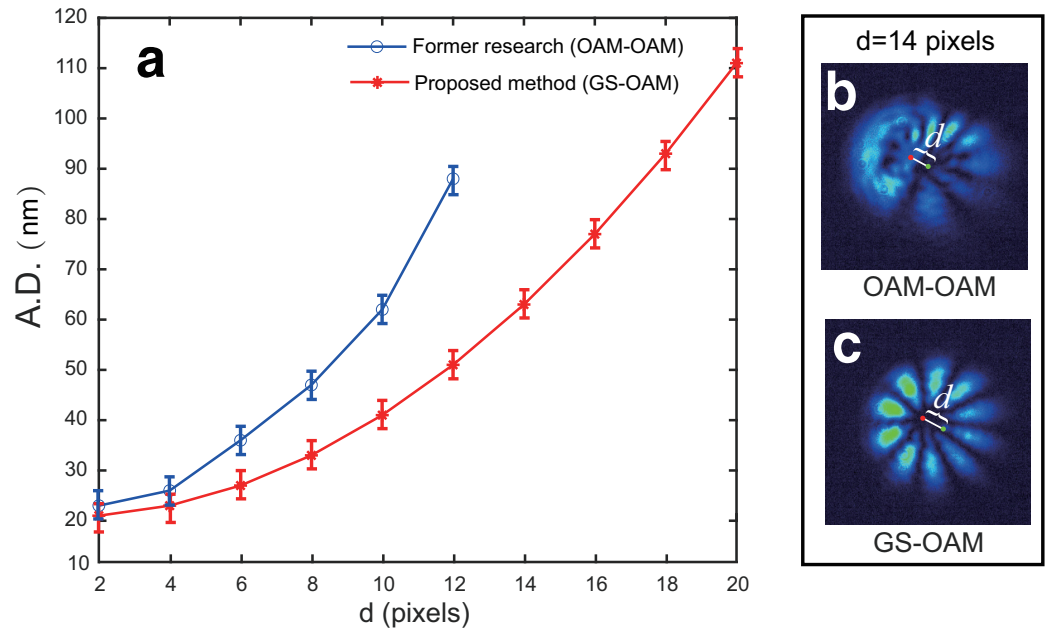 a
Former research (OAM-OAM)
Proposed method (GS-OAM)
A.D. (nm)
120
110
100
90
80
70
60
50
40
30
20
10
2 4 6 8 10 12 14 16 18 20
d (pixels)
d=14 pixels
b
d
OAM-OAM
c
d
GS-OAM